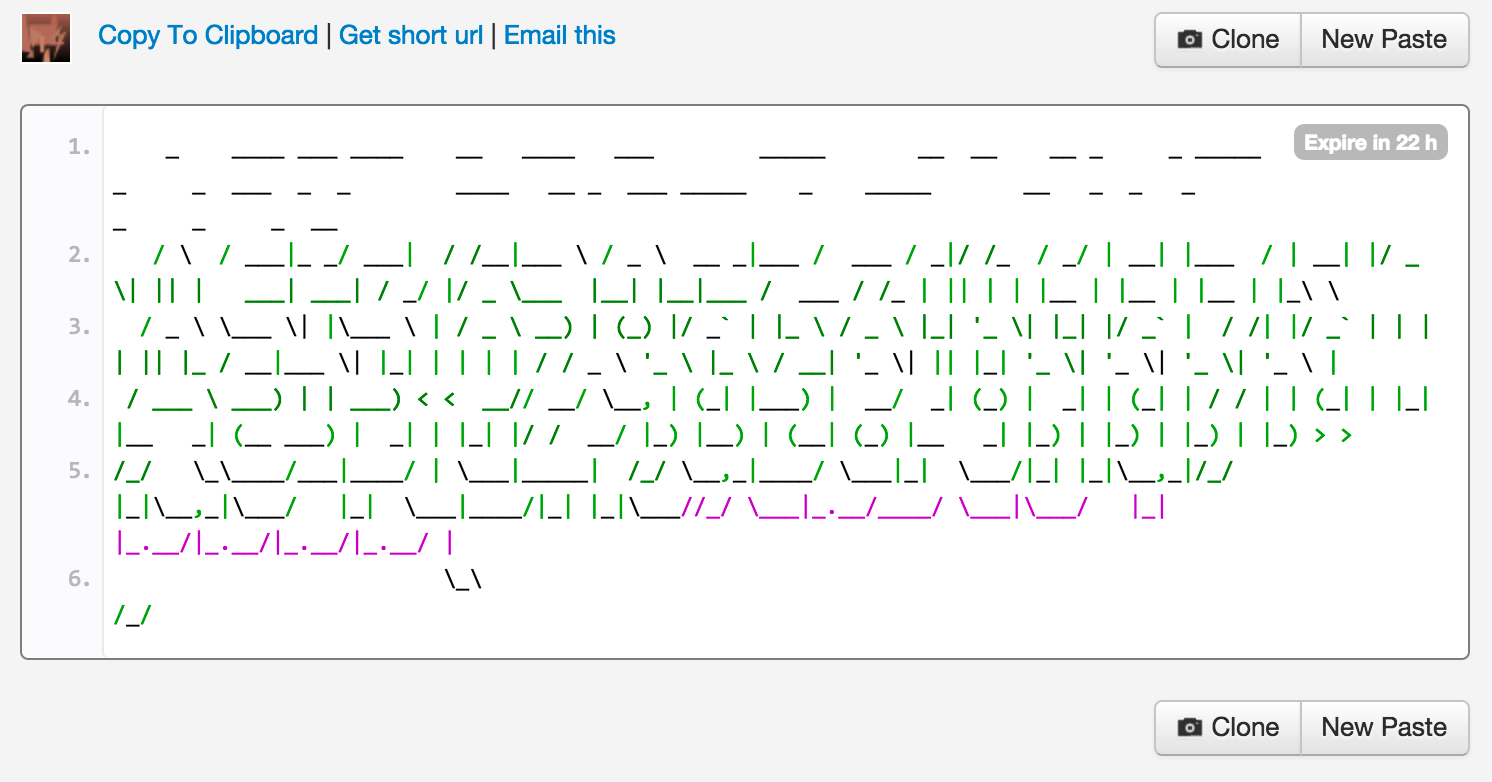 Copy To Clipboard | Get short url | Email this
Clone New Paste
Expire in 22 h
1.     _    ____ ___ ____    __   ____   ___        _____       __  __    __ _     _ _____
_     _  ___  _  _        ____   __ _  ___ _____    _    _____       __   _  _   _
_     _     _  __
2.    / \  / ___|_ _/ ___|  / /__|___ \ / _ \  __ _|___ /  ___ / _|/ /_  / _/ | __| |___  / | __| |/ _
\| || |   ___| ___| / _/ |/ _ \___  |__| |__|___ /  ___ / /_ | || | | |__ | |__ | |__ | |_\ \
3.   / _ \ \___ \| |\___ \ | / _ \ __) | (_) |/ _` | |_ \ / _ \ |_| '_ \| |_| |/ _` |  / /| |/ _` | | |
| || |_ / __|___ \| |_| | | | | / / _ \ '_ \ |_ \ / __| '_ \| || |_| '_ \| '_ \| '_ \| '_ \ |
4.  / ___ \ ___) | | ___) < <  __// __/ \__, | (_| |___) |  __/  _| (_) |  _| | (_| | / / | | (_| | |_|
|__   _| (__ ___) |  _| | |_| |/ /  __/ |_) |__) | (__| (_) |__   _| |_) | |_) | |_) | |_) > >
5. /_/   \_\____/___|____/ | \___|_____|  /_/ \__,_|____/ \___|_|  \___/|_| |_|\__,_|/_/
|_|\__,_|\___/   |_|  \___|____/|_| |_|\___//_/ \___|_.__/____/ \___|\___/   |_|
|_.__/|_.__/|_.__/|_.__/ |
6.                          \_\
/_/
Clone New Paste